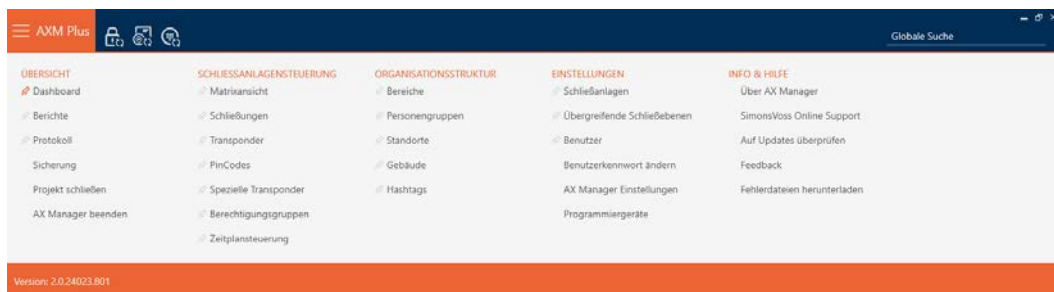 AXM Plus
Globale Suche
ÜBERSICHT
Dashboard
Berichte
Protokoll
Sicherung
Projekt schließen
AX Manager beenden
SCHLIESSANLAGENSTEUERUNG
Matrixansicht
Schließungen
Transponder
PinCodes
Spezielle Transponder
Berechtigungsgruppen
Zeitplansteuerung
ORGANISATIONSSTRUKTUR
Bereiche
Personengruppen
Standorte
Gebäude
Hashtags
EINSTELLUNGEN
Schließanlagen
Übergreifende Schließebenen
Benutzer
Benutzerkennwort ändern
AX Manager Einstellungen
Programmiergeräte
INFO & HILFE
Über AX Manager
SimonsVoss Online Support
Auf Updates überprüfen
Feedback
Fehlerdateien herunterladen
Version: 2.0.24023.801